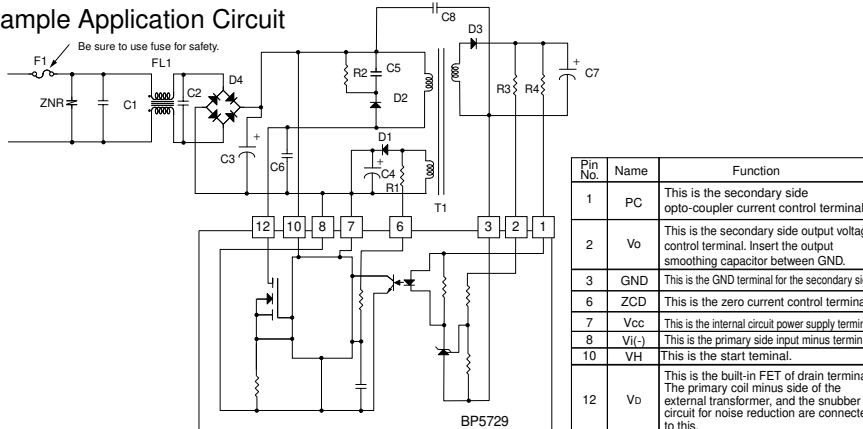 ample Application Circuit
Be sure to use fuse for safety.
F1
FL1
ZNR
C1
C2
D4
C3
C6
R2
C5
D2
D1
C4
R1
T1
C8
D3
R3
R4
C7
12 10 8 7 6 3 2 1
BP5729
Pin No. Name Function
1 PC This is the secondary side
opto-coupler current control terminal
2 Vo This is the secondary side output voltag
control terminal. Insert the output
smoothing capacitor between GND.
3 GND This is the GND terminal for the secondary si
6 ZCD This is the zero current control termina
7 Vcc This is the internal circuit power supply termin
8 Vi(-) This is the primary side input minus termin
10 VH This is the start teminal.
12 VD This is the built-in FET of drain termina
The primary coil minus side of the
external transformer, and the snubber
circuit for noise reduction are connecte
to this.